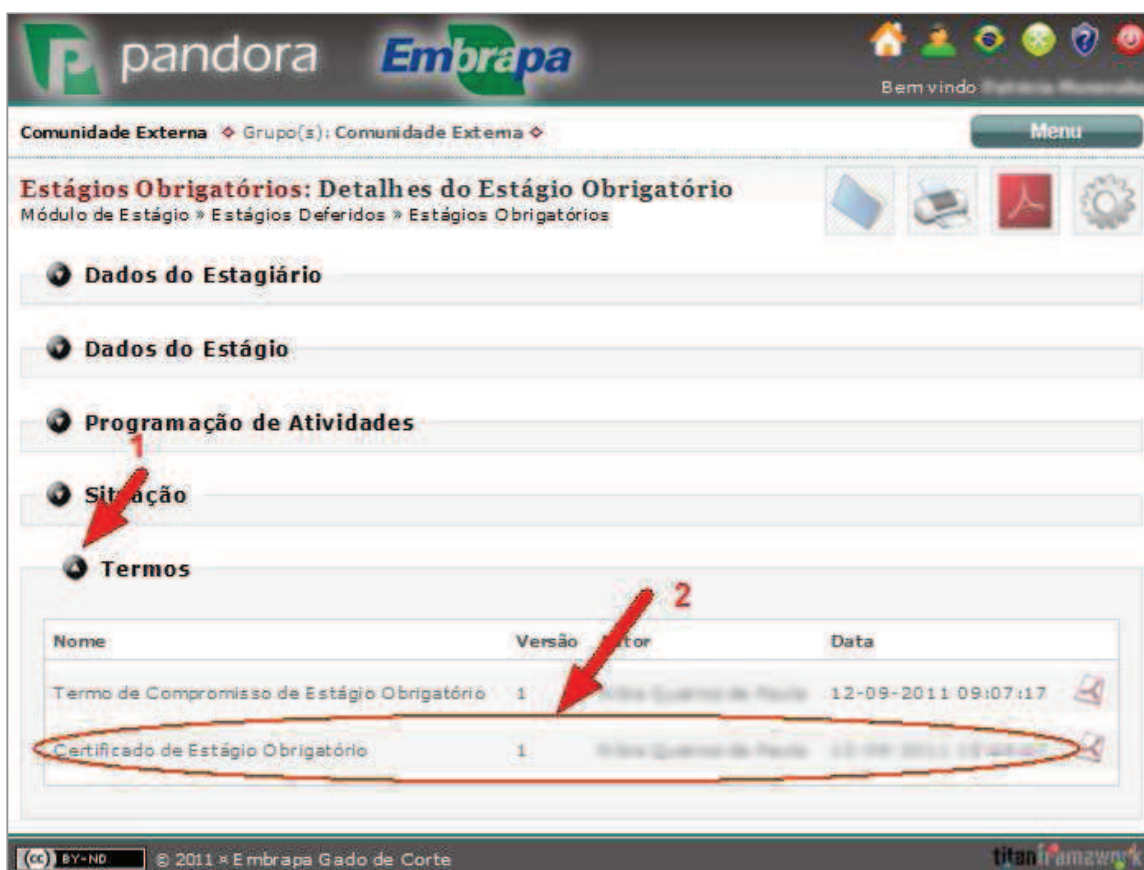 pandora Embrapa
Bem vindo
Comunidade Externa Grupo(s): Comunidade Externa Menu
Estágios Obrigatórios: Detalhes do Estágio Obrigatório
Módulo de Estágio » Estágios Deferidos » Estágios Obrigatórios
Dados do Estagiário
Dados do Estágio
Programação de Atividades
1
Situação
Termos
2
Nome Versão Autor Data
Termo de Compromisso de Estágio Obrigatório 1 12-09-2011 09:07:17
Certificado de Estágio Obrigatório 1
(cc) BY-ND © 2011 ¤ Embrapa Gado de Corte titanframework